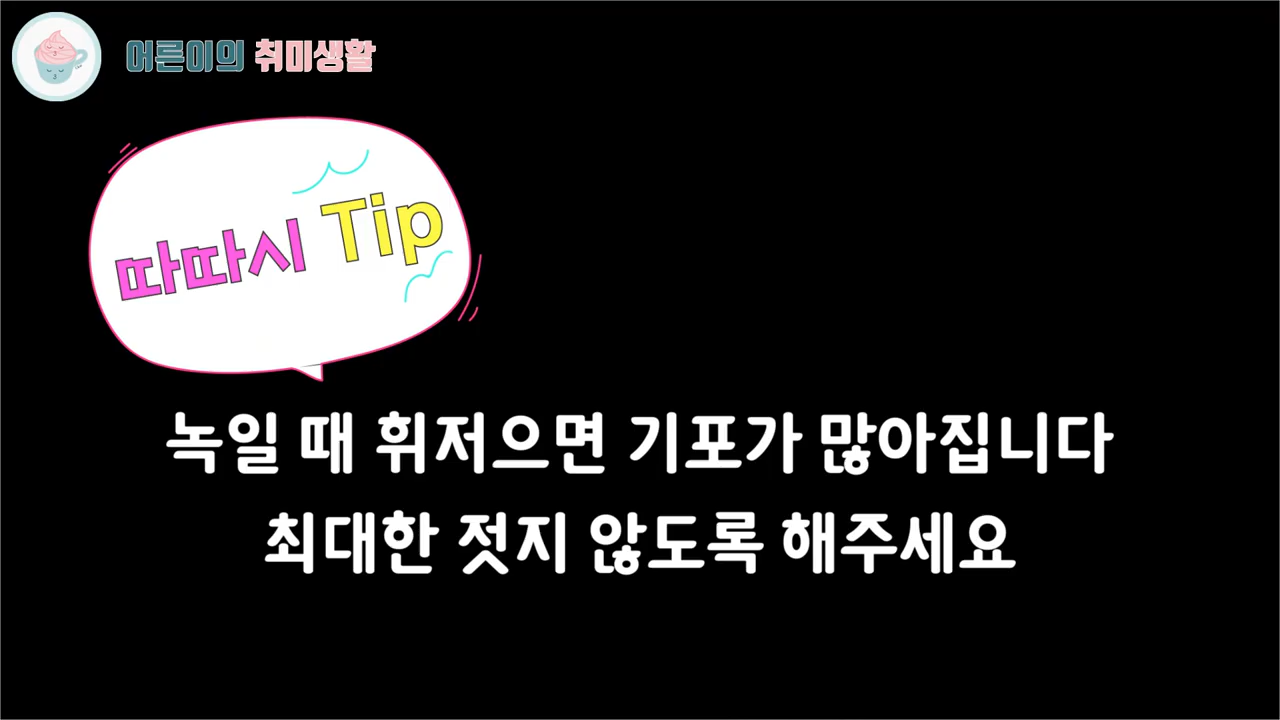 어른이의 취미생활
따따시 Tip
녹일 때 휘저으면 기포가 많아집니다
최대한 젓지 않도록 해주세요